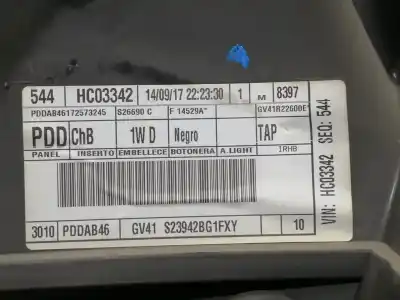 544 HC03342 14/09/17 22:23:30 1 M 8397
PDDAB46172573245 S26690 C F 14529A" GV41R22600E"
PDD ChB 1W D Negro TAP
PANEL INSERTO EMBELLECE BOTONERA A.LIGHT IRHB
3010 PDDAB46 GV41 S23942BG1FXY 10
VIN: HC03342 SEQ: 544